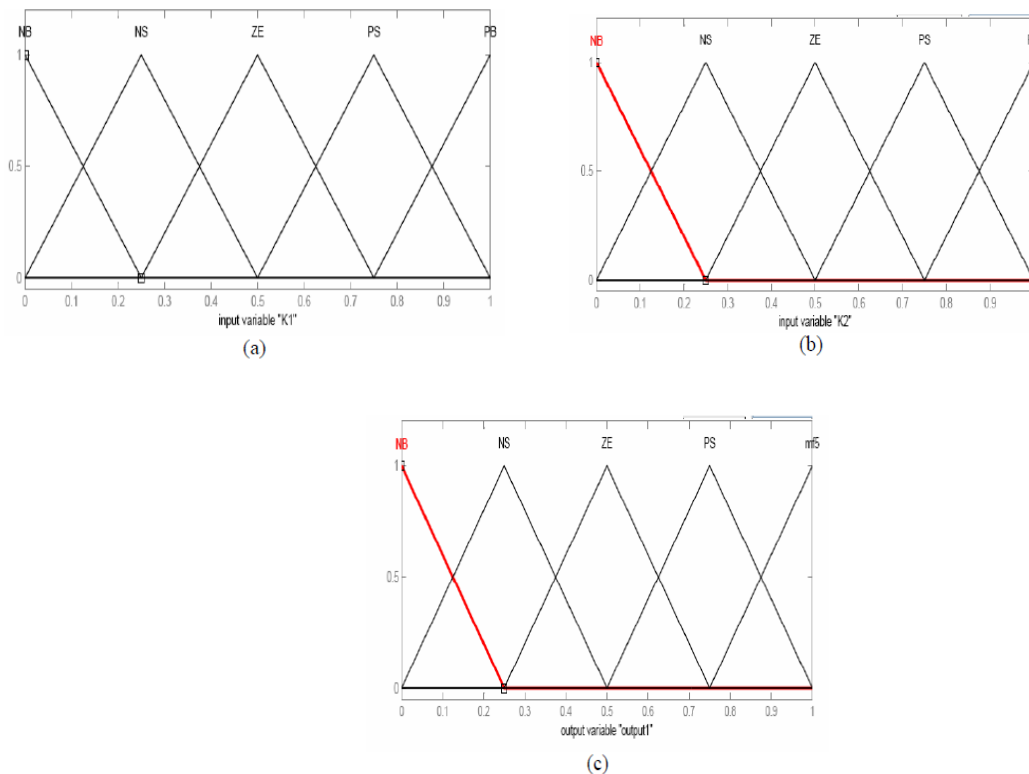 NB NS ZE PS PB
1
0.5
0
0 0.1 0.2 0.3 0.4 0.5 0.6 0.7 0.8 0.9 1
input variable "K1"
(a)
NB NS ZE PS
1
0.5
0
0 0.1 0.2 0.3 0.4 0.5 0.6 0.7 0.8 0.9
input variable "K2"
(b)
NB NS ZE PS mf5
1
0.5
0
0 0.1 0.2 0.3 0.4 0.5 0.6 0.7 0.8 0.9 1
output variable "output1"
(c)